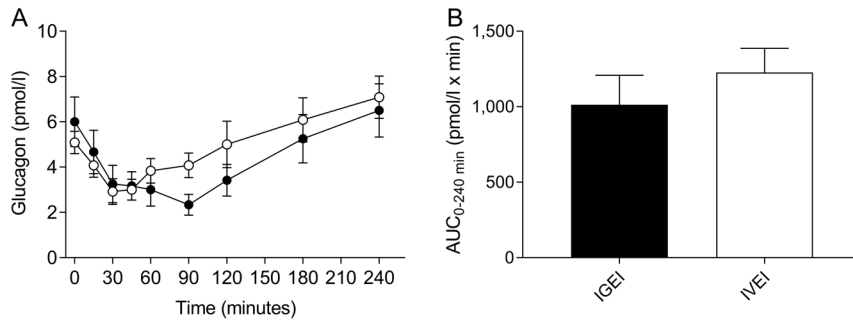 A
Glucagon (pmol/l)
10
8
6
4
2
0
0 30 60 90 120 150 180 210 240
Time (minutes)
B
AUC0-240 min (pmol/l x min)
1,500
1,000
500
0
IGEI
IVEI